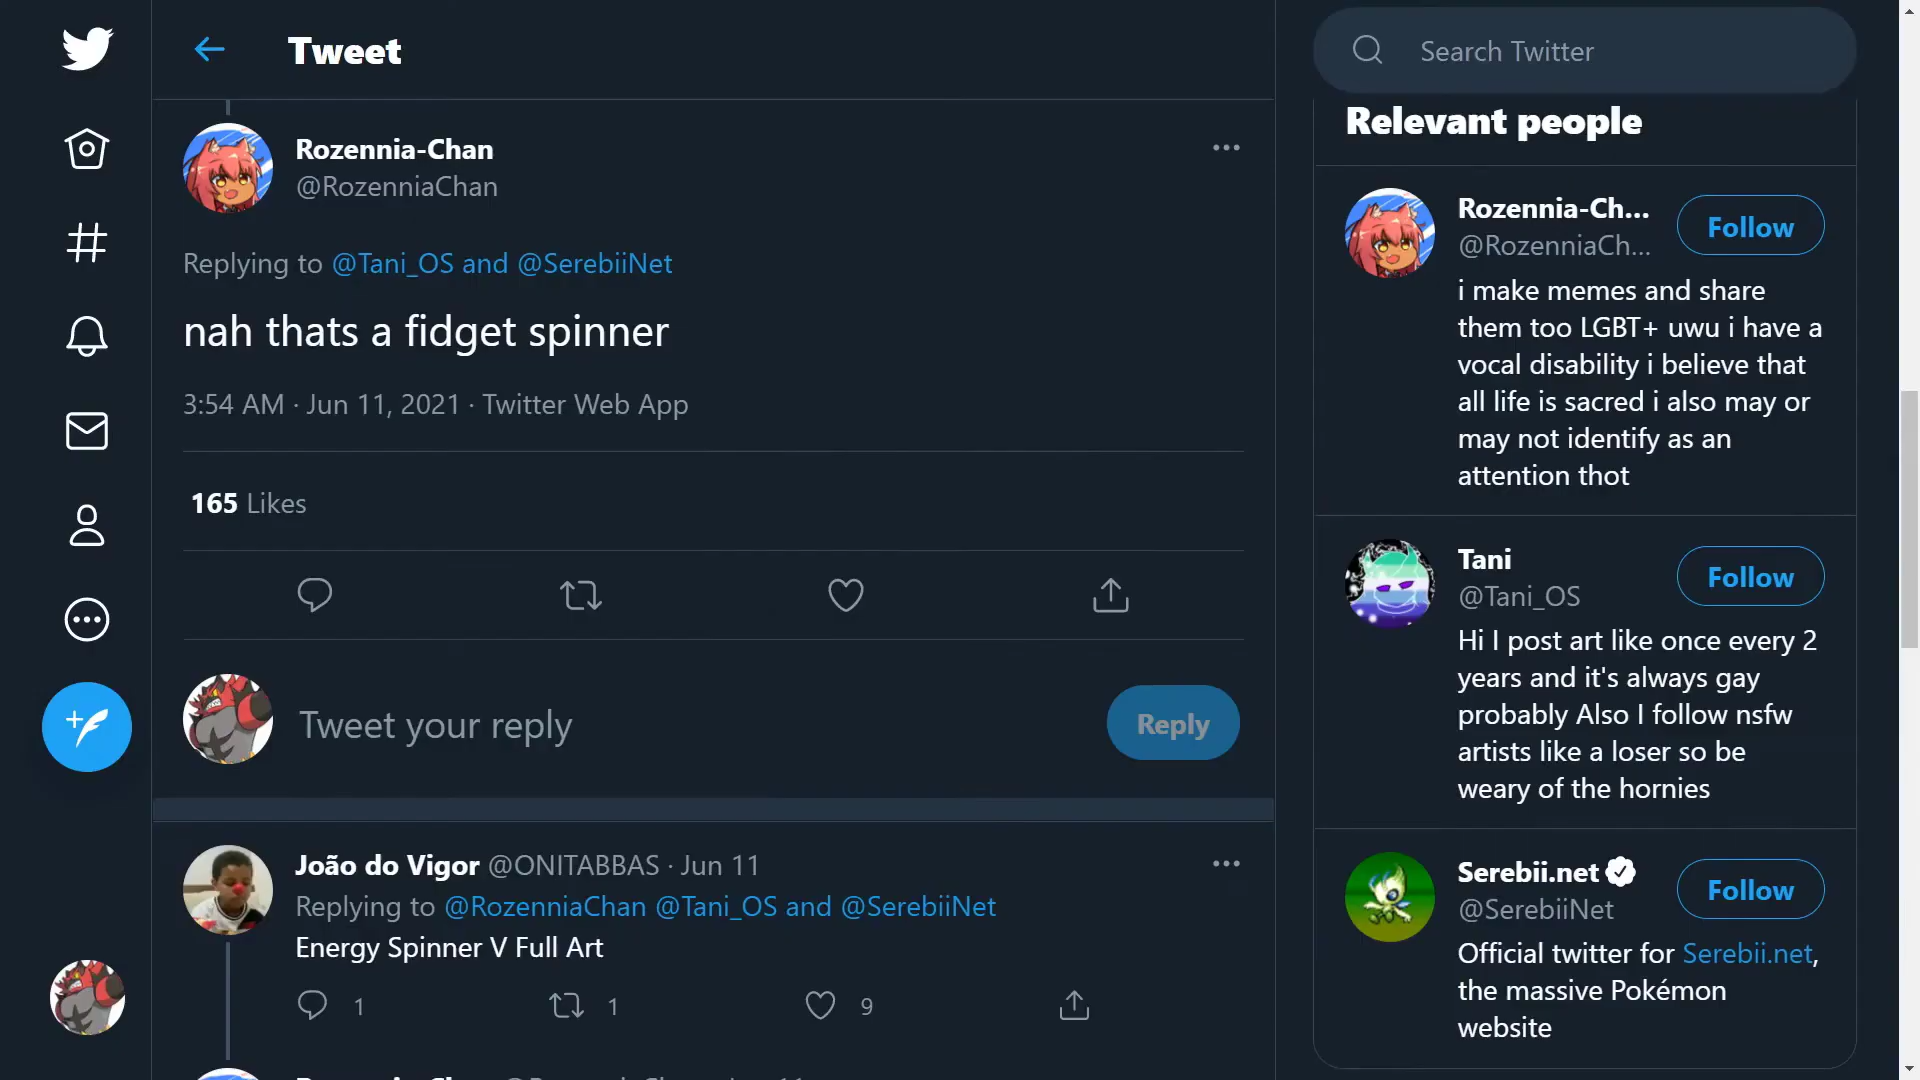 Tweet
Rozennia-Chan
@RozenniaChan
Replying to @Tani_OS and @SerebiiNet
nah thats a fidget spinner
3:54 AM · Jun 11, 2021 · Twitter Web App
165 Likes
Tweet your reply
Reply
João do Vigor @ONITABBAS · Jun 11
Replying to @RozenniaChan @Tani_OS and @SerebiiNet
Energy Spinner V Full Art
1 1 9
Search Twitter
Relevant people
Rozennia-Ch...
@RozenniaCh...
Follow
i make memes and share
them too LGBT+ uwu i have a
vocal disability i believe that
all life is sacred i also may or
may not identify as an
attention thot
Tani
@Tani_OS
Follow
Hi I post art like once every 2
years and it's always gay
probably Also I follow nsfw
artists like a loser so be
weary of the hornies
Serebii.net
@SerebiiNet
Follow
Official twitter for Serebii.net,
the massive Pokémon
website